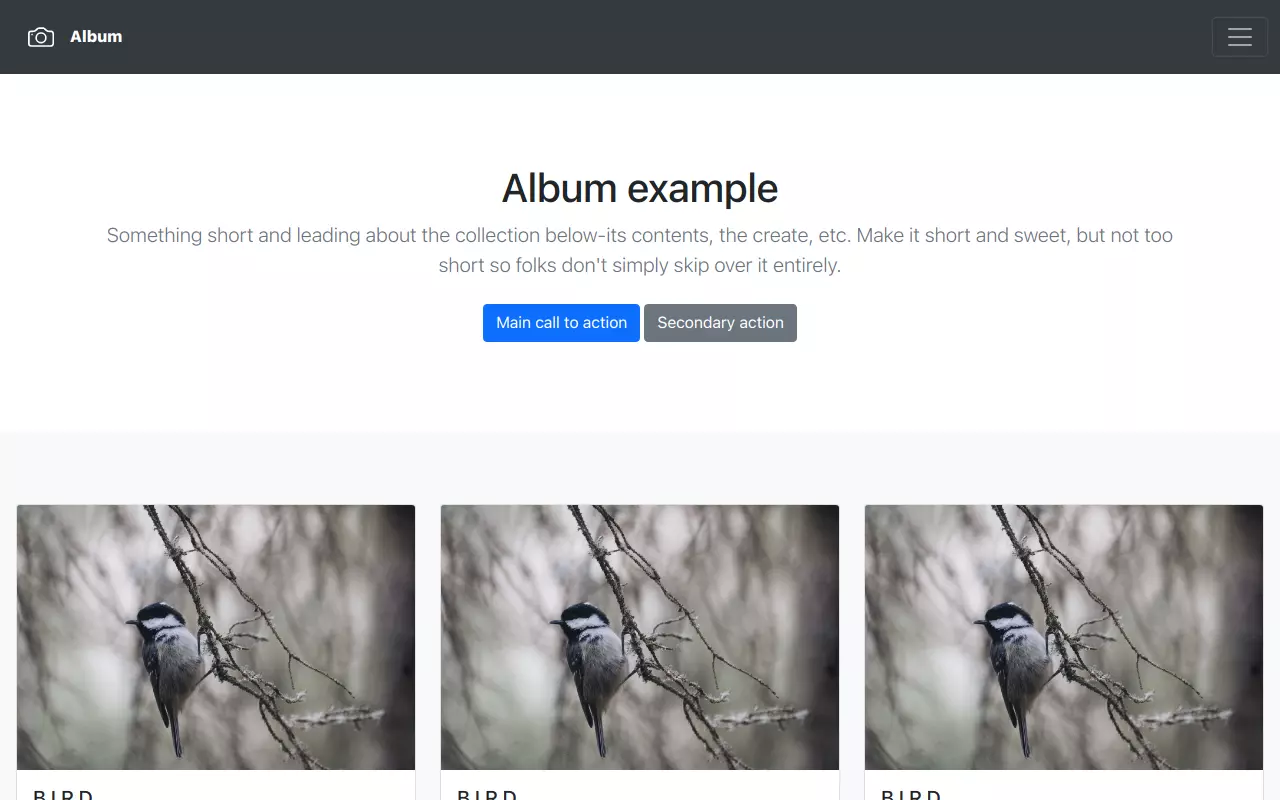 Album
Album example
Something short and leading about the collection below-its contents, the create, etc. Make it short and sweet, but not too
short so folks don't simply skip over it entirely.
Main call to action Secondary action
BIRD BIRD BIRD